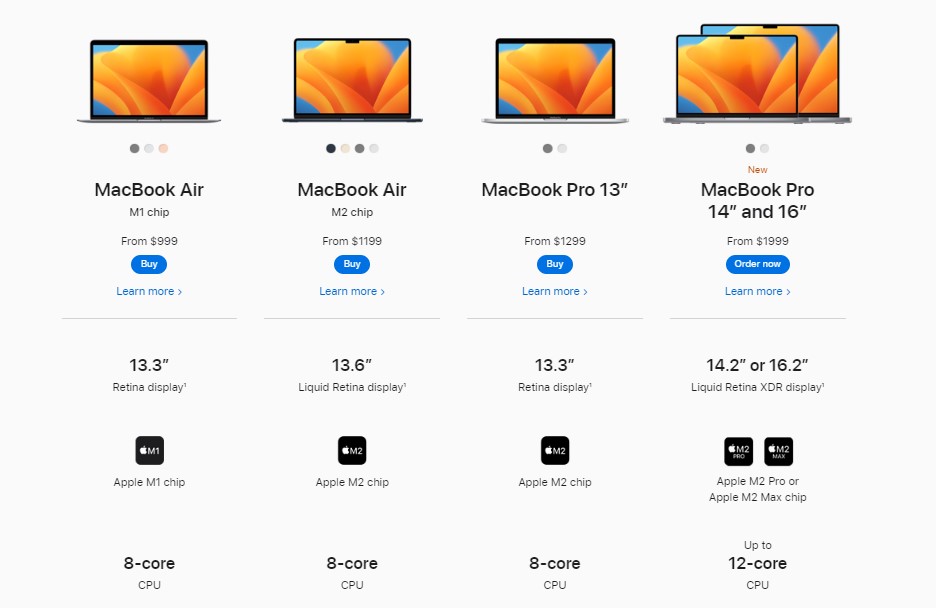 MacBook Air
M1 chip
From $999
Buy
Learn more >
13.3”
Retina display¹
M1
Apple M1 chip
8-core
CPU
MacBook Air
M2 chip
From $1199
Buy
Learn more >
13.6”
Liquid Retina display¹
M2
Apple M2 chip
8-core
CPU
MacBook Pro 13”
From $1299
Buy
Learn more >
13.3”
Retina display¹
M2
Apple M2 chip
8-core
CPU
New
MacBook Pro
14” and 16”
From $1999
Order now
Learn more >
14.2” or 16.2”
Liquid Retina XDR display¹
M2 PRO
M2 MAX
Apple M2 Pro or
Apple M2 Max chip
Up to
12-core
CPU